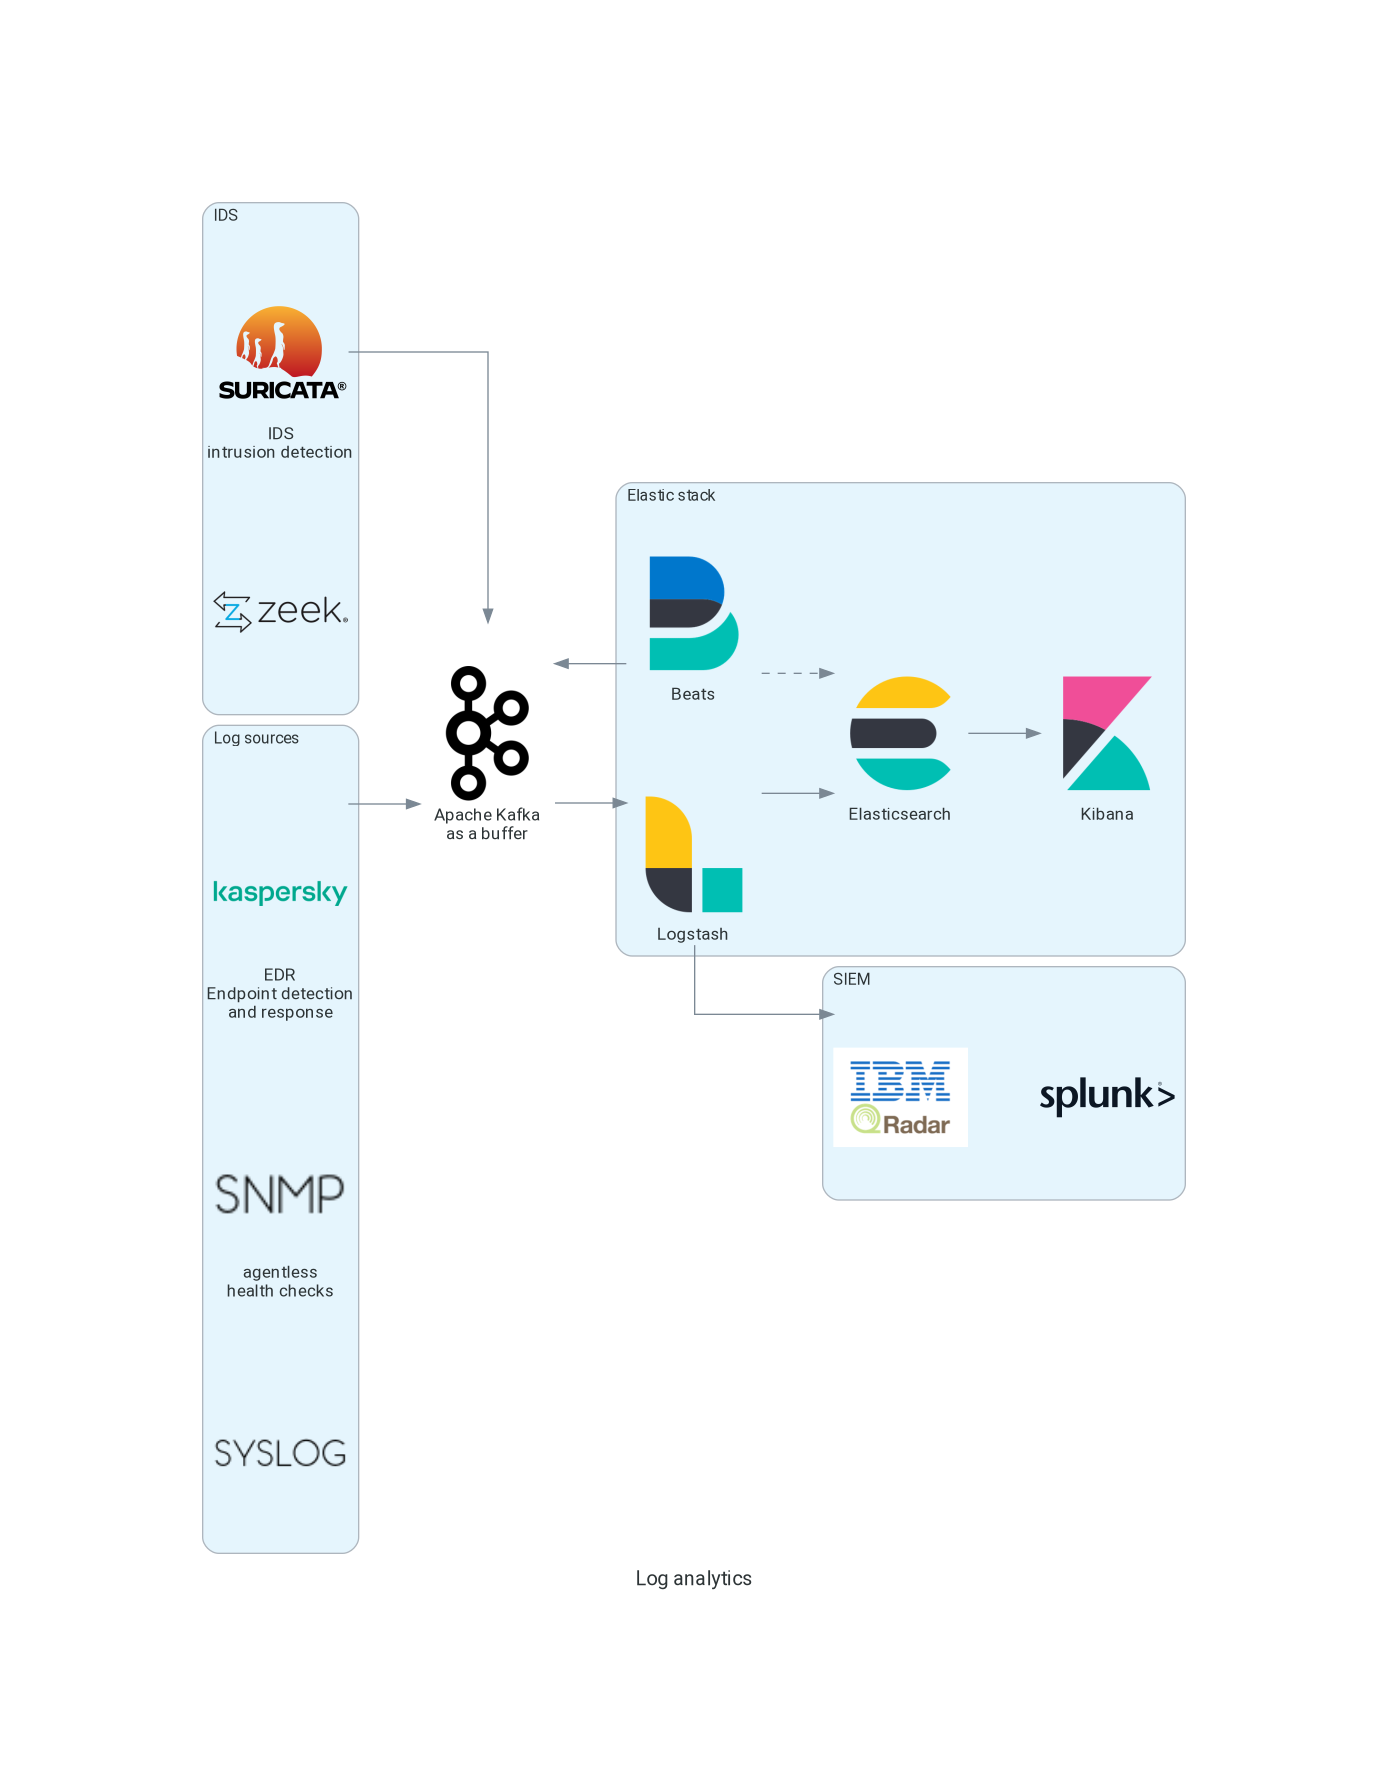 IDS
SURICATA®
IDS
intrusion detection
z zeek®
Log sources
kaspersky
EDR
Endpoint detection
and response
SNMP
agentless
health checks
SYSLOG
Apache Kafka
as a buffer
Elastic stack
Beats
Logstash
Elasticsearch
Kibana
SIEM
IBM
QRadar
splunk>
Log analytics